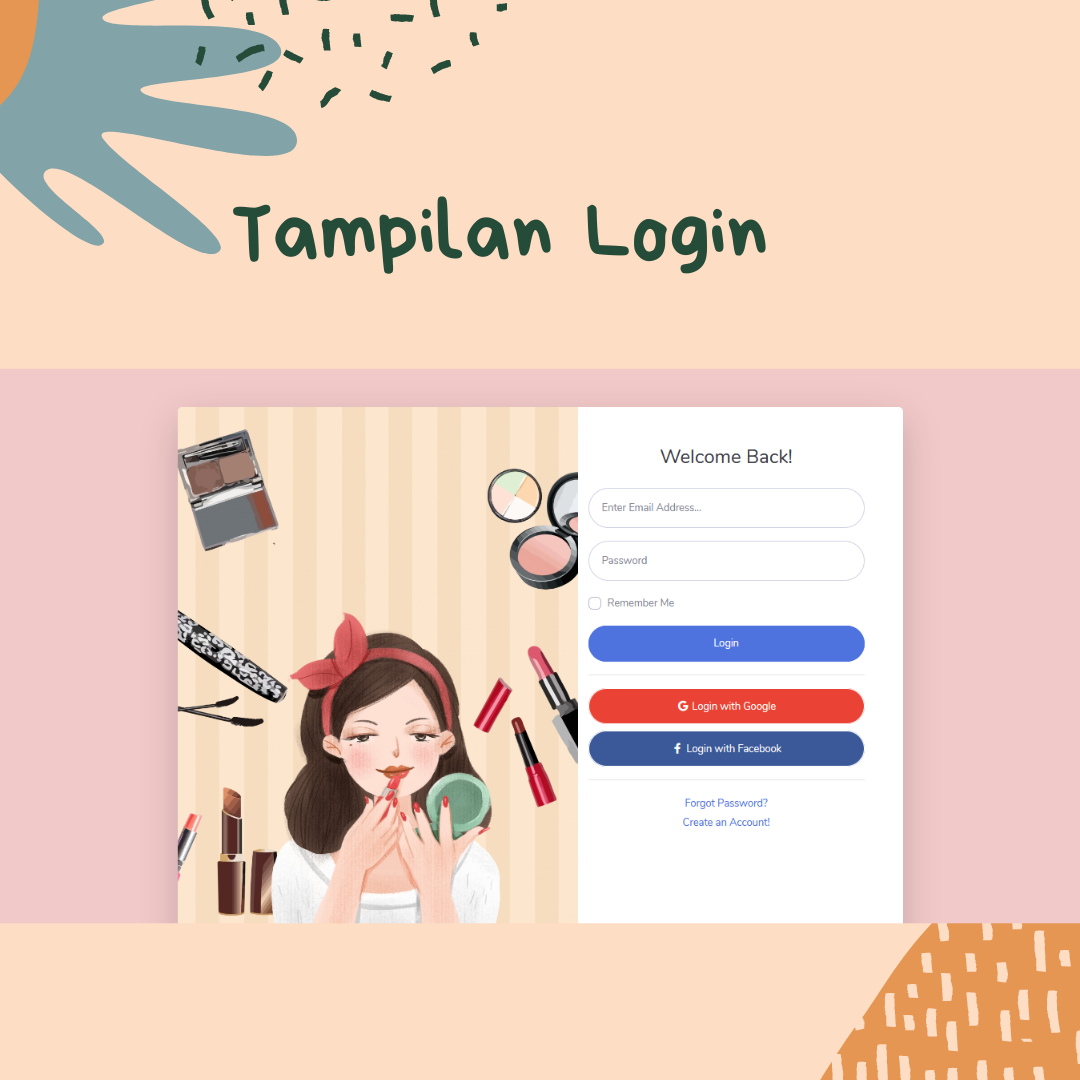 Tampilan Login
Welcome Back!
Enter Email Address...
Password
Remember Me
Login
Login with Google
Login with Facebook
Forgot Password?
Create an Account!